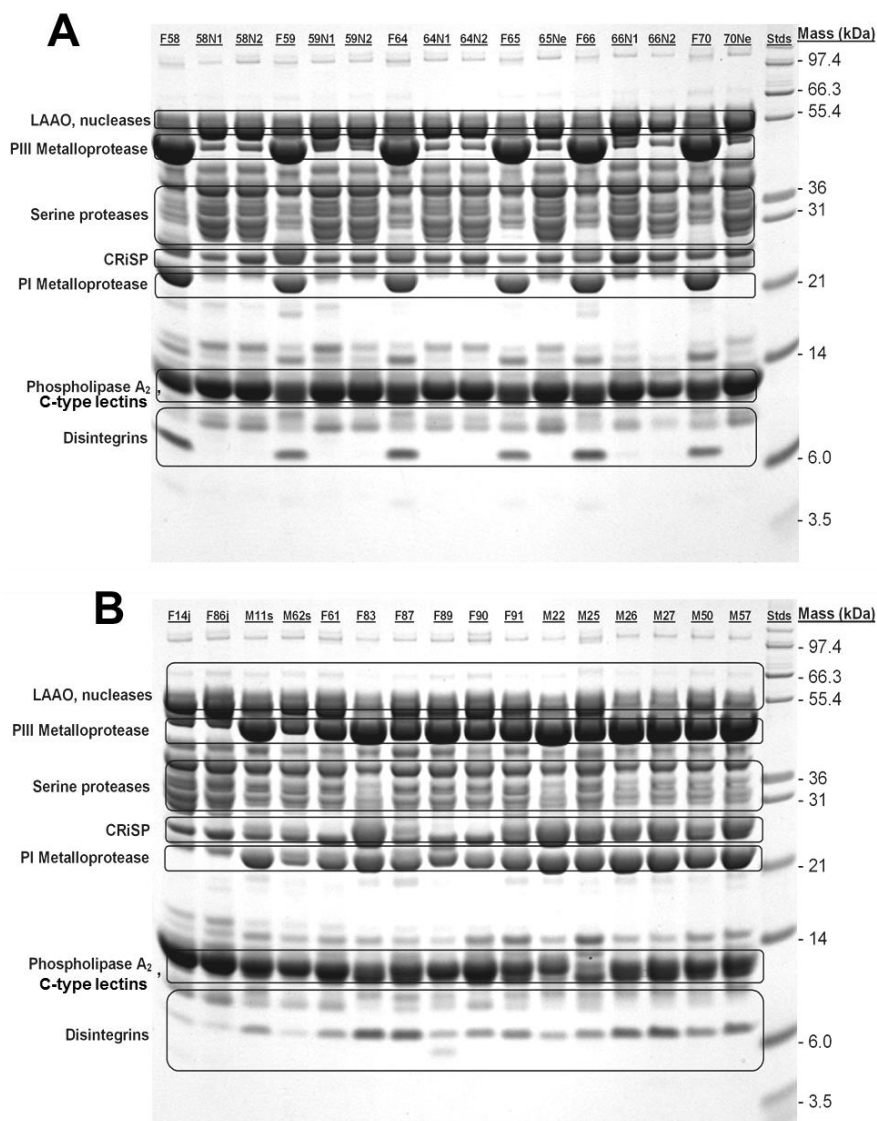 A
F58 58N1 58N2 F59 59N1 59N2 F64 64N1 64N2 F65 65Ne F66 66N1 66N2 F70 70Ne Stds Mass (kDa)
- 97.4
- 66.3
LAAO, nucleases - 55.4
PIII Metalloprotease
- 36
Serine proteases - 31
CRiSP
PI Metalloprotease - 21
- 14
Phospholipase A₂ ,
C-type lectins
Disintegrins
- 6.0
- 3.5
B
F14j F86j M11s M62s F61 F83 F87 F89 F90 F91 M22 M25 M26 M27 M50 M57 Stds Mass (kDa)
- 97.4
- 66.3
LAAO, nucleases - 55.4
PIII Metalloprotease
- 36
Serine proteases - 31
CRiSP
PI Metalloprotease - 21
- 14
Phospholipase A₂ ,
C-type lectins
Disintegrins - 6.0
- 3.5